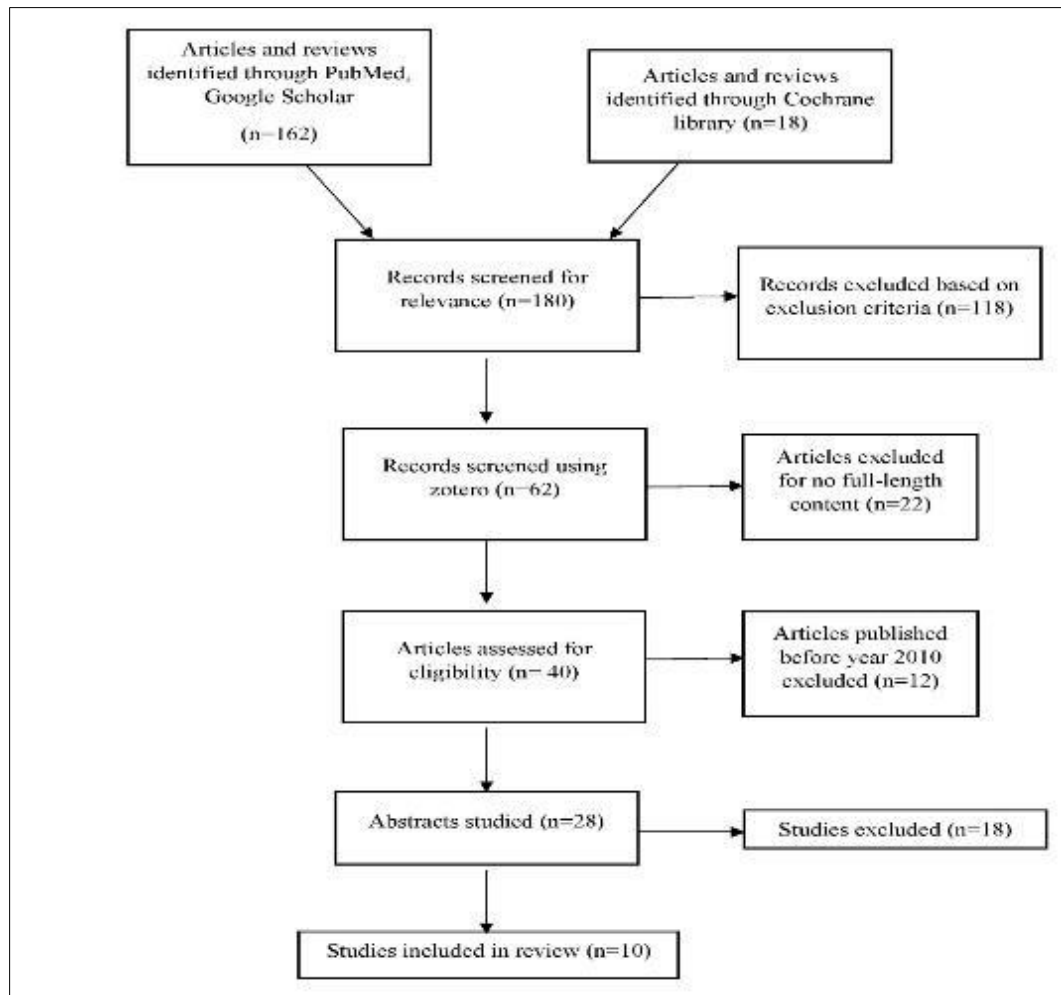 Articles and reviews
identified through PubMed,
Google Scholar
(n=162)
Articles and reviews
identified through Cochrane
library (n=18)
Records screened for
relevance (n=180)
Records excluded based on
exclusion criteria (n=118)
Records screened using
zotero (n=62)
Articles excluded
for no full-length
content (n=22)
Articles assessed for
eligibility (n= 40)
Articles published
before year 2010
excluded (n=12)
Abstracts studied (n=28)
Studies excluded (n=18)
Studies included in review (n=10)